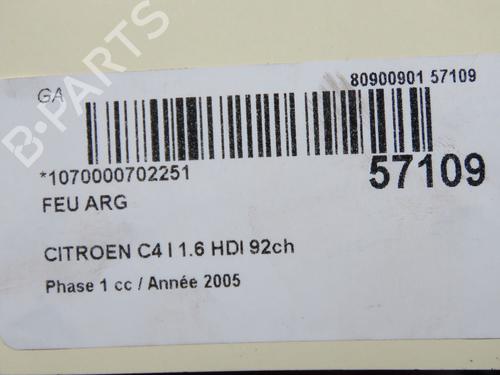 GA
80900901 57109
*1070000702251
57109
FEU ARG
CITROEN C4 I 1.6 HDI 92ch
Phase 1 cc / Année 2005
B-PARTS